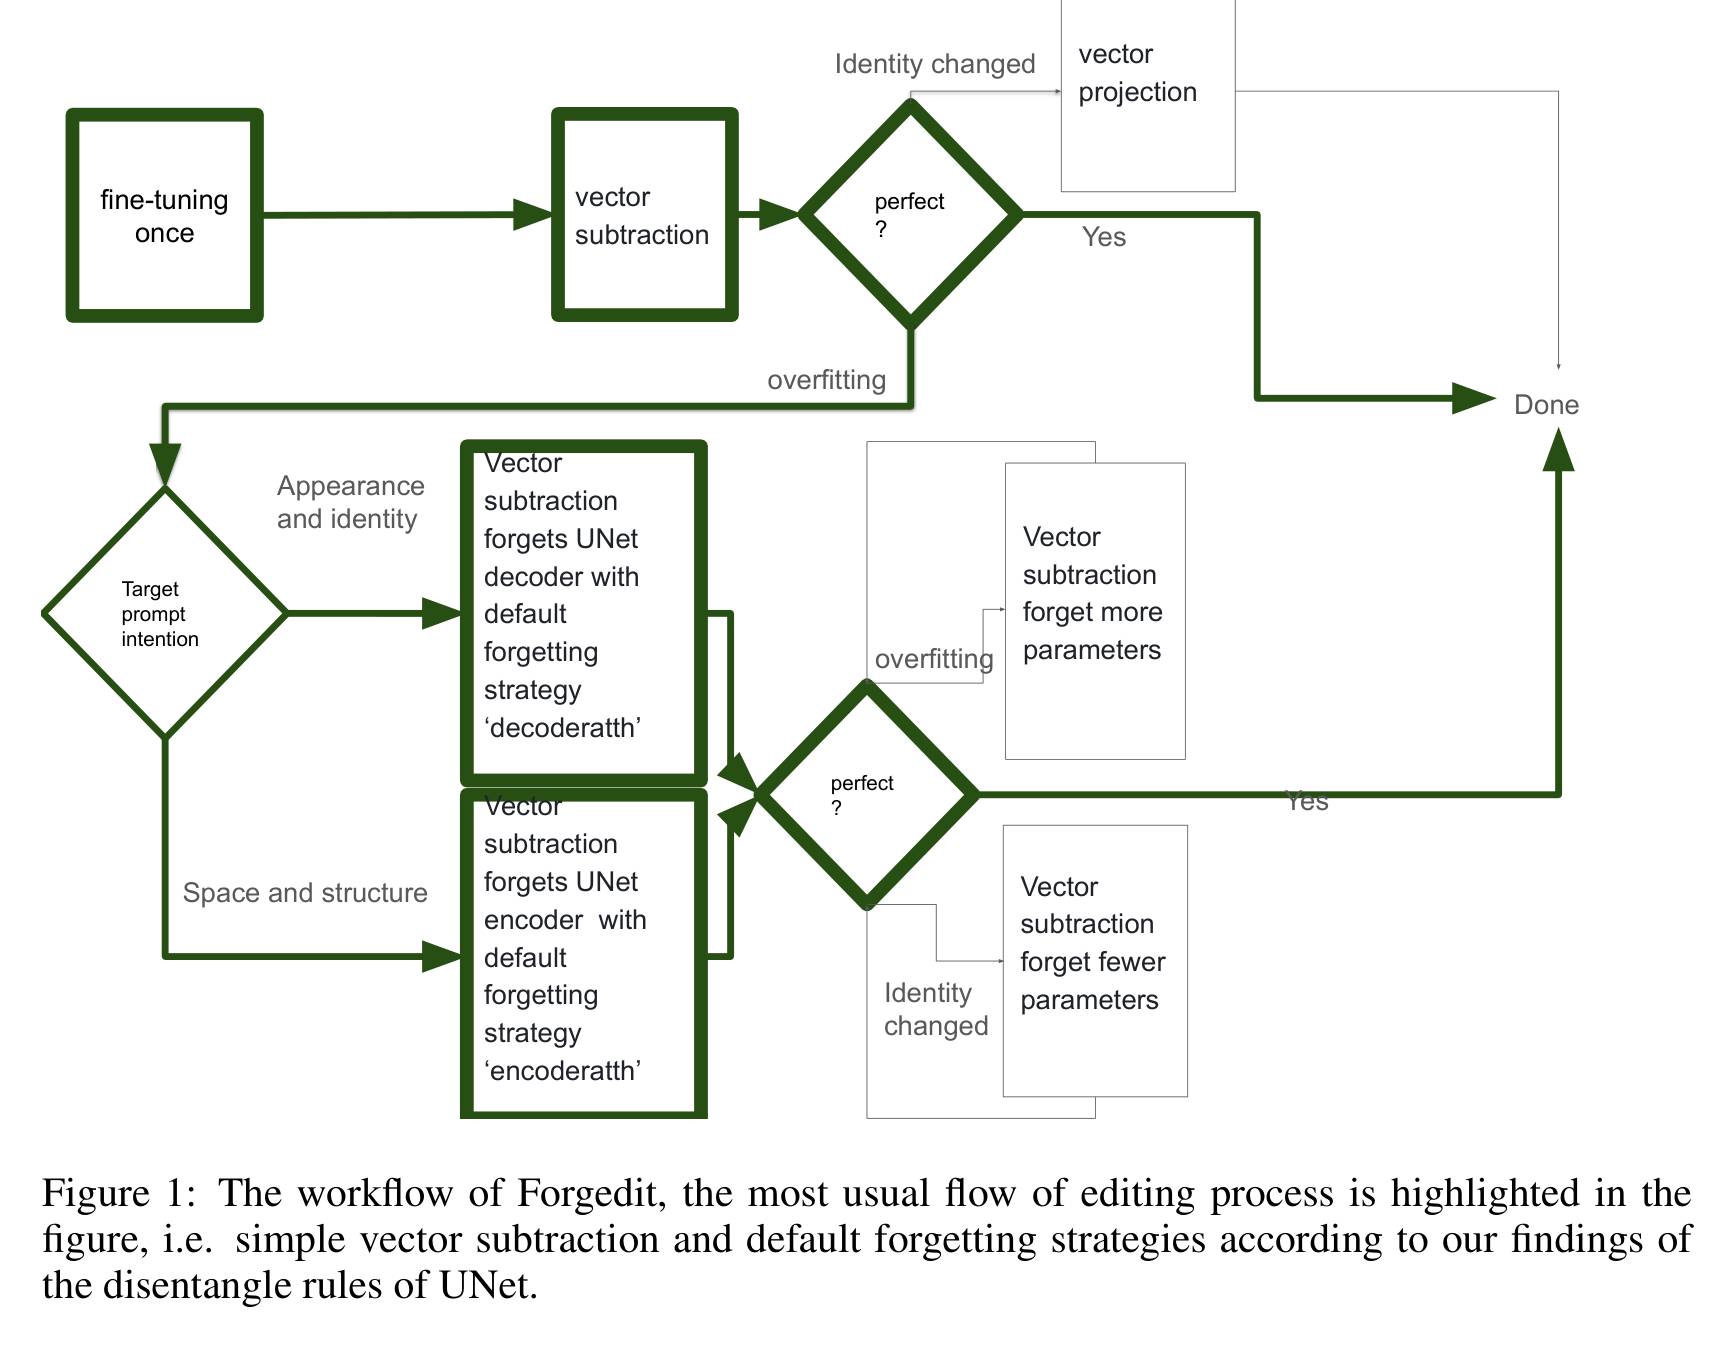 Identity changed
vector
projection
fine-tuning
once
vector
subtraction
perfect
?
Yes
overfitting
Done
Appearance
and identity
Target
prompt
intention
Vector
subtraction
forgets UNet
decoder with
default
forgetting
strategy
‘decoderatth’
Vector
subtraction
forget more
parameters
overfitting
perfect
?
Yes
Space and structure
Vector
subtraction
forgets UNet
encoder  with
default
forgetting
strategy
‘encoderatth’
Vector
subtraction
forget fewer
parameters
Identity
changed
Figure 1: The workflow of Forgedit, the most usual flow of editing process is highlighted in the
figure, i.e. simple vector subtraction and default forgetting strategies according to our findings of
the disentangle rules of UNet.